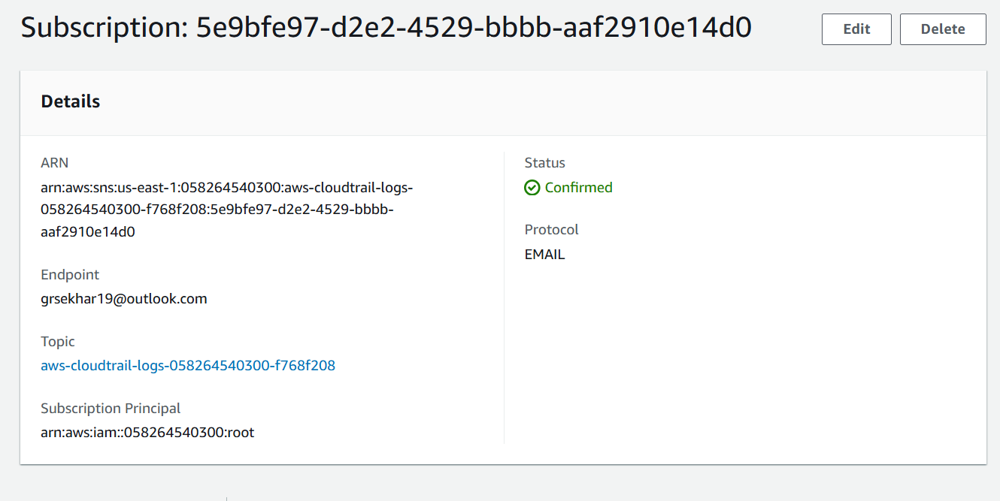 Subscription: 5e9bfe97-d2e2-4529-bbbb-aaf2910e14d0
Edit
Delete
Details
ARN
arn:aws:sns:us-east-1:058264540300:aws-cloudtrail-logs-
058264540300-f768f208:5e9bfe97-d2e2-4529-bbbb-
aaf2910e14d0
Endpoint
grsekhar19@outlook.com
Topic
aws-cloudtrail-logs-058264540300-f768f208
Subscription Principal
arn:aws:iam::058264540300:root
Status
Confirmed
Protocol
EMAIL